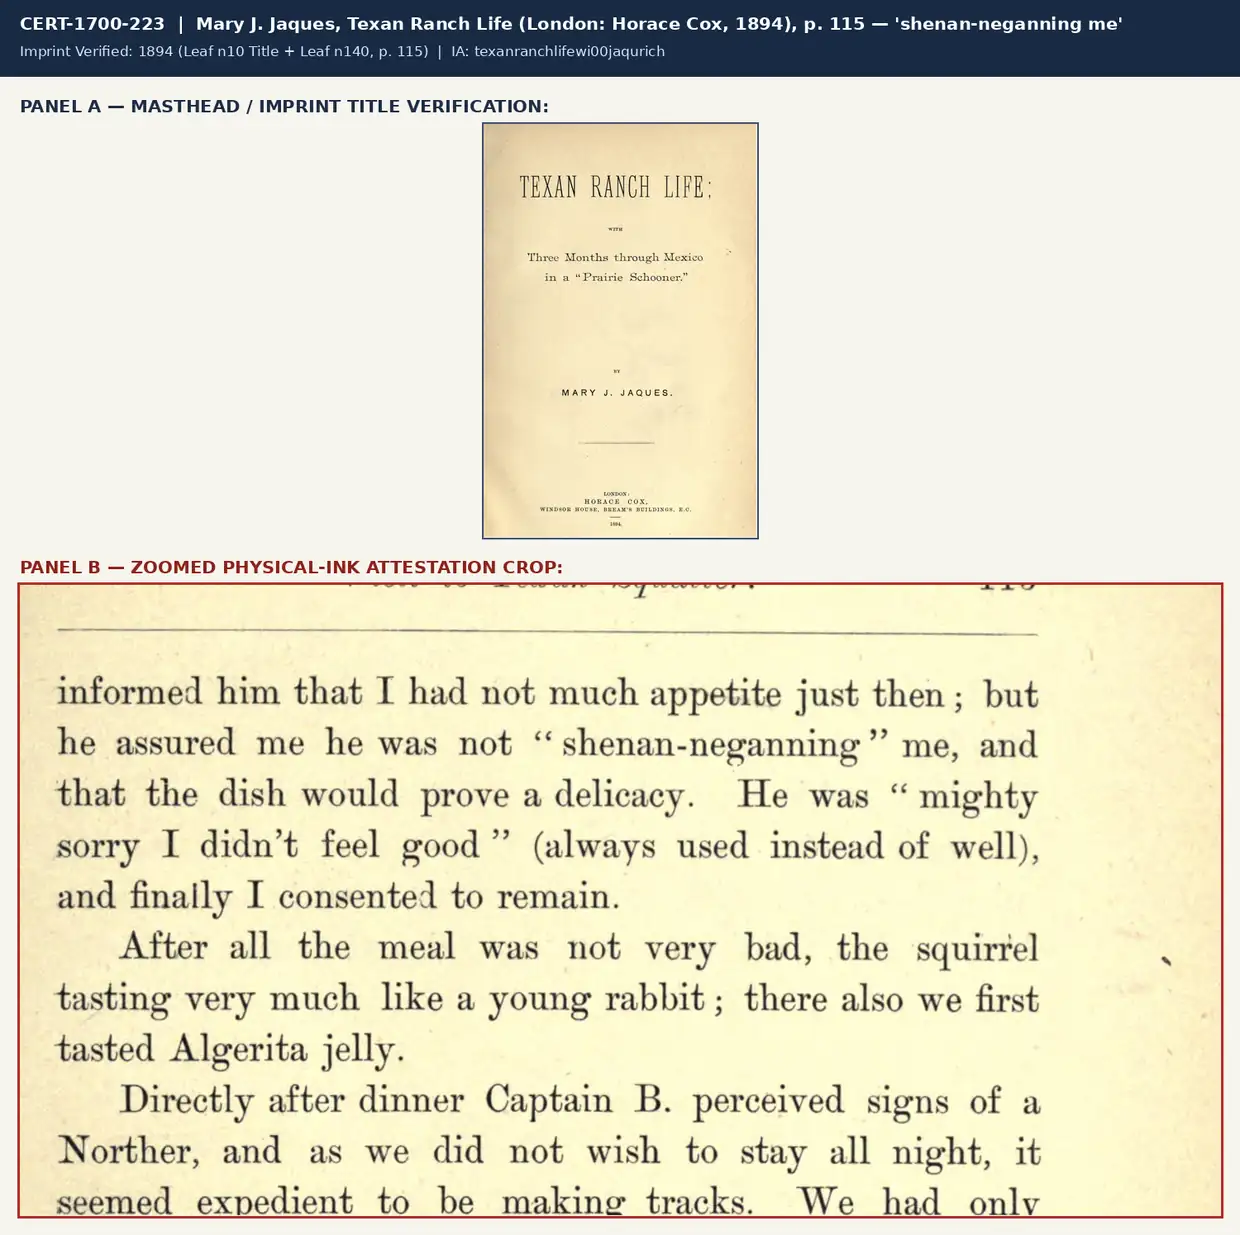 CERT-1700-223 | Mary J. Jaques, Texan Ranch Life (London: Horace Cox, 1894), p. 115 — 'shenan-neganning me'
Imprint Verified: 1894 (Leaf n10 Title + Leaf n140, p. 115) | IA: texanranchlifewi00jaqurich
PANEL A — MASTHEAD / IMPRINT TITLE VERIFICATION:
TEXAN RANCH LIFE;
WITH
Three Months through Mexico
in a “Prairie Schooner.”
BY
MARY J. JAQUES.
LONDON:
HORACE COX,
WINDSOR HOUSE, BREAM'S BUILDINGS, E.C.
1894.
PANEL B — ZOOMED PHYSICAL-INK ATTESTATION CROP:
115
informed him that I had not much appetite just then; but
he assured me he was not “shenan-neganning” me, and
that the dish would prove a delicacy. He was “mighty
sorry I didn't feel good” (always used instead of well),
and finally I consented to remain.
After all the meal was not very bad, the squirrel
tasting very much like a young rabbit; there also we first
tasted Algerita jelly.
Directly after dinner Captain B. perceived signs of a
Norther, and as we did not wish to stay all night, it
seemed expedient to be making tracks. We had only